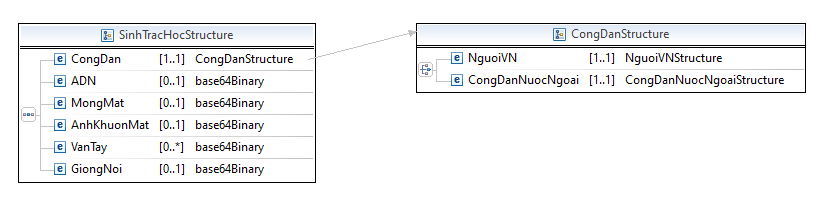 SinhTracHocStructure
CongDan [1..1] CongDanStructure
ADN [0..1] base64Binary
MongMat [0..1] base64Binary
AnhKhuonMat [0..1] base64Binary
VanTay [0..*] base64Binary
GiongNoi [0..1] base64Binary
CongDanStructure
NguoiVN [1..1] NguoiVNStructure
CongDanNuocNgoai [1..1] CongDanNuocNgoaiStructure